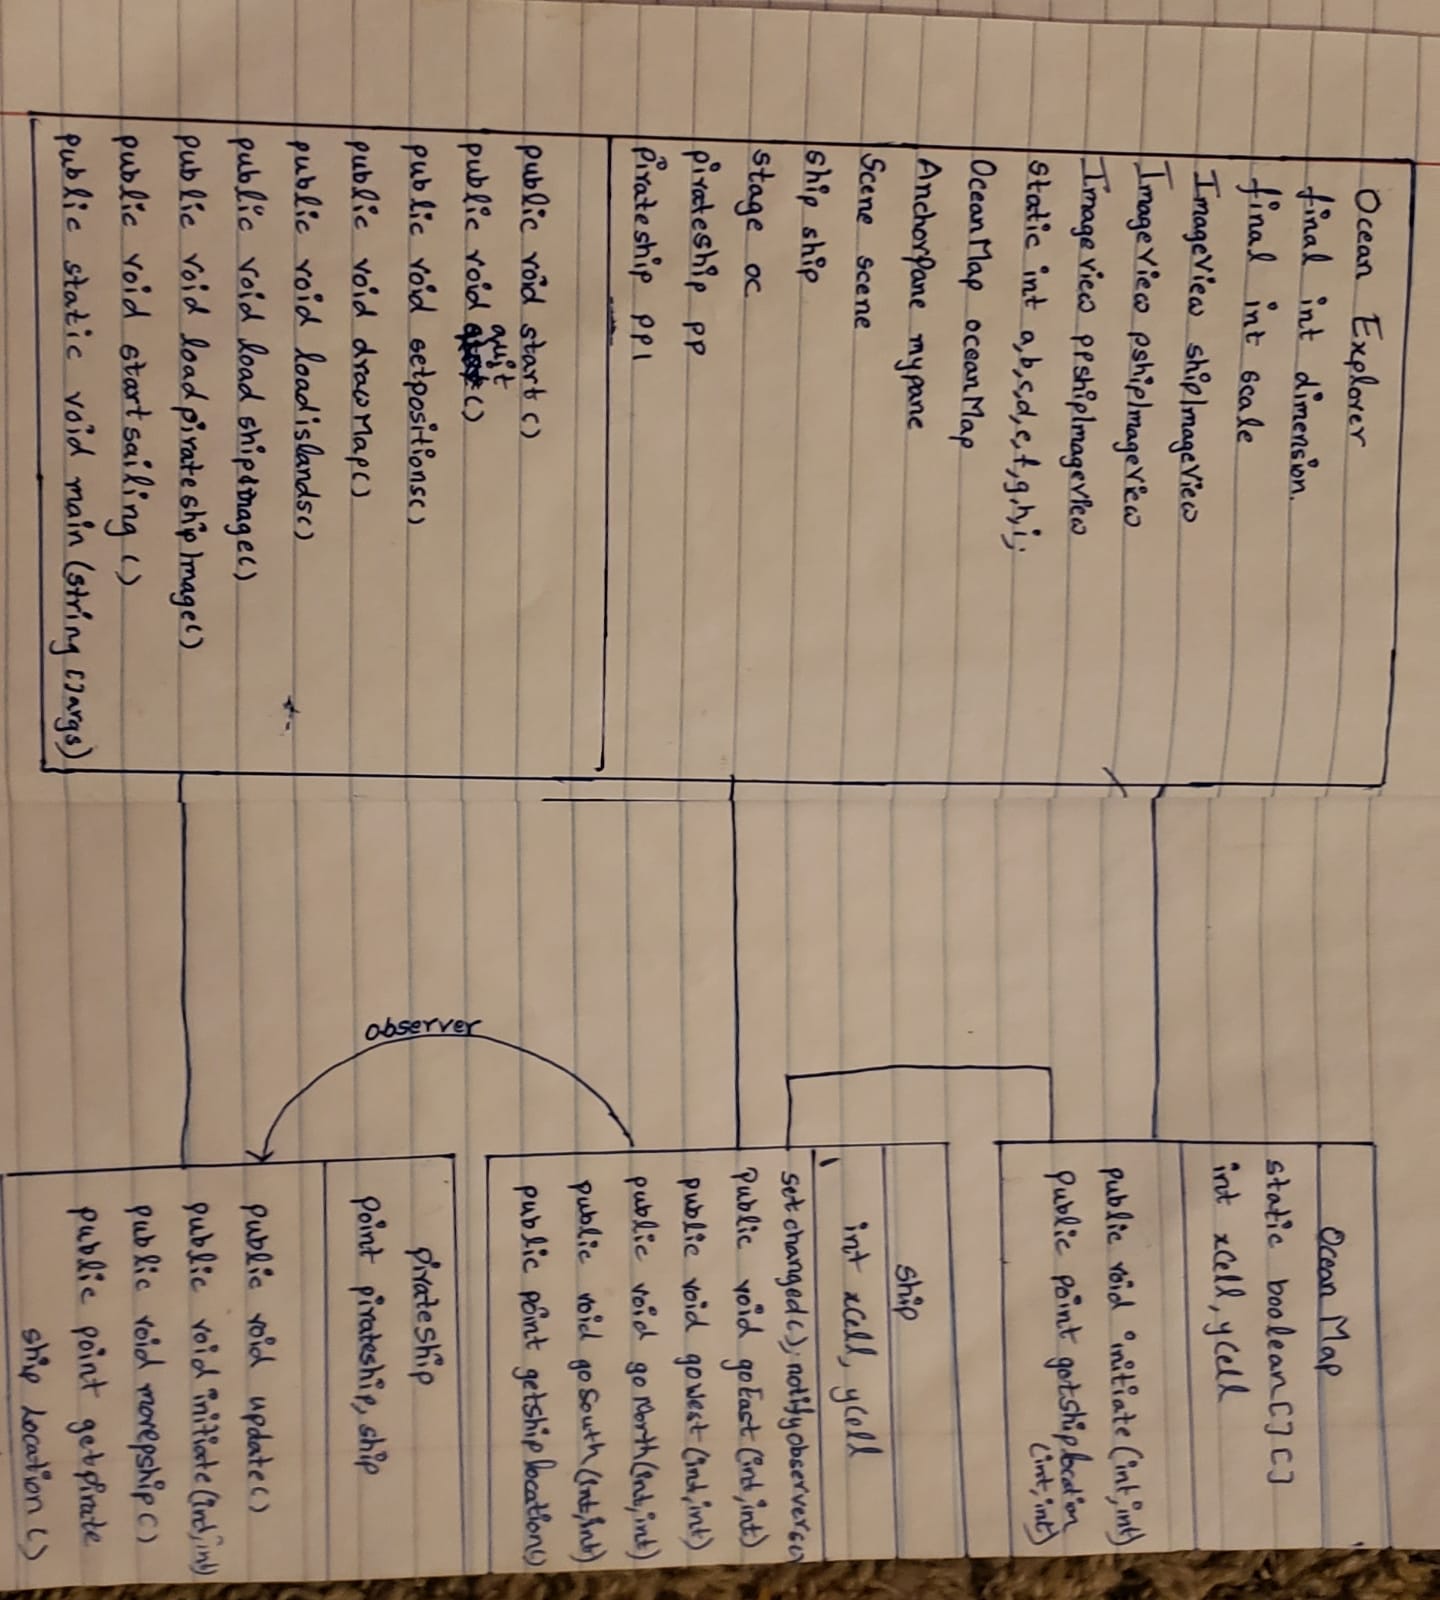 Ocean Explorer
final int dimension.
final int scale
ImageView shipImageView
ImageView pshipImageView
ImageView ppshipImageView
static int a,b,c,d,e,f,g,h,i;
OceanMap oceanMap
AnchorPane mypane
Scene scene
ship ship
stage oc
pirateship pp
pirateship pp1
public void start()
public void quit()
public void setpositions()
public void drawMap()
public void loadislands()
public void load shipimage()
public void loadpirateshipImage()
public void startsailing()
public static void main (string []args)
observer
Ocean Map
static boolean[][]
int xCell, yCell
public void initiate(int,int)
public point getshiplocation
(int,int)
ship
int xCell, yCell
setchanged(); notifyobservers()
Public void goEast(int,int)
public void gowest(int,int)
public void goNorth(int,int)
public void goSouth(int,int)
public point getshiplocation()
pirateship
point pirateship, ship
public void update()
public void initiate(int,int)
public void movepship()
public point getpirate
ship location()